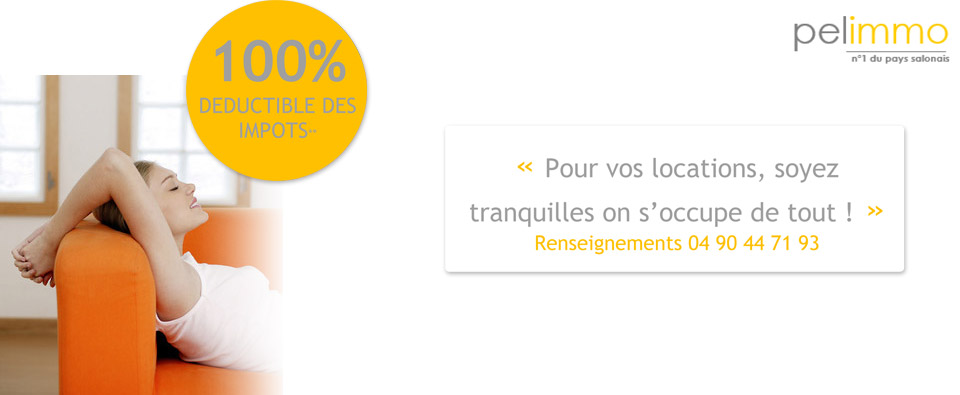 100%
DEDUCTIBLE DES
IMPOTS**
pelimmo
n°1 du pays salonais
« Pour vos locations, soyez
tranquilles on s'occupe de tout ! »
Renseignements 04 90 44 71 93